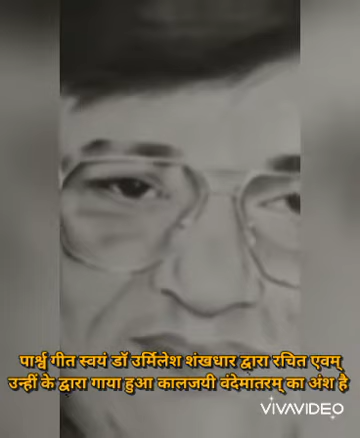 पार्श्व गीत स्वयं डॉ उर्मिलेश शंखधार द्वारा रचित एवम्
उन्हीं के द्वारा गाया हुआ कालजयी वंदेमातरम् का अंश है
VIVAVIDEO